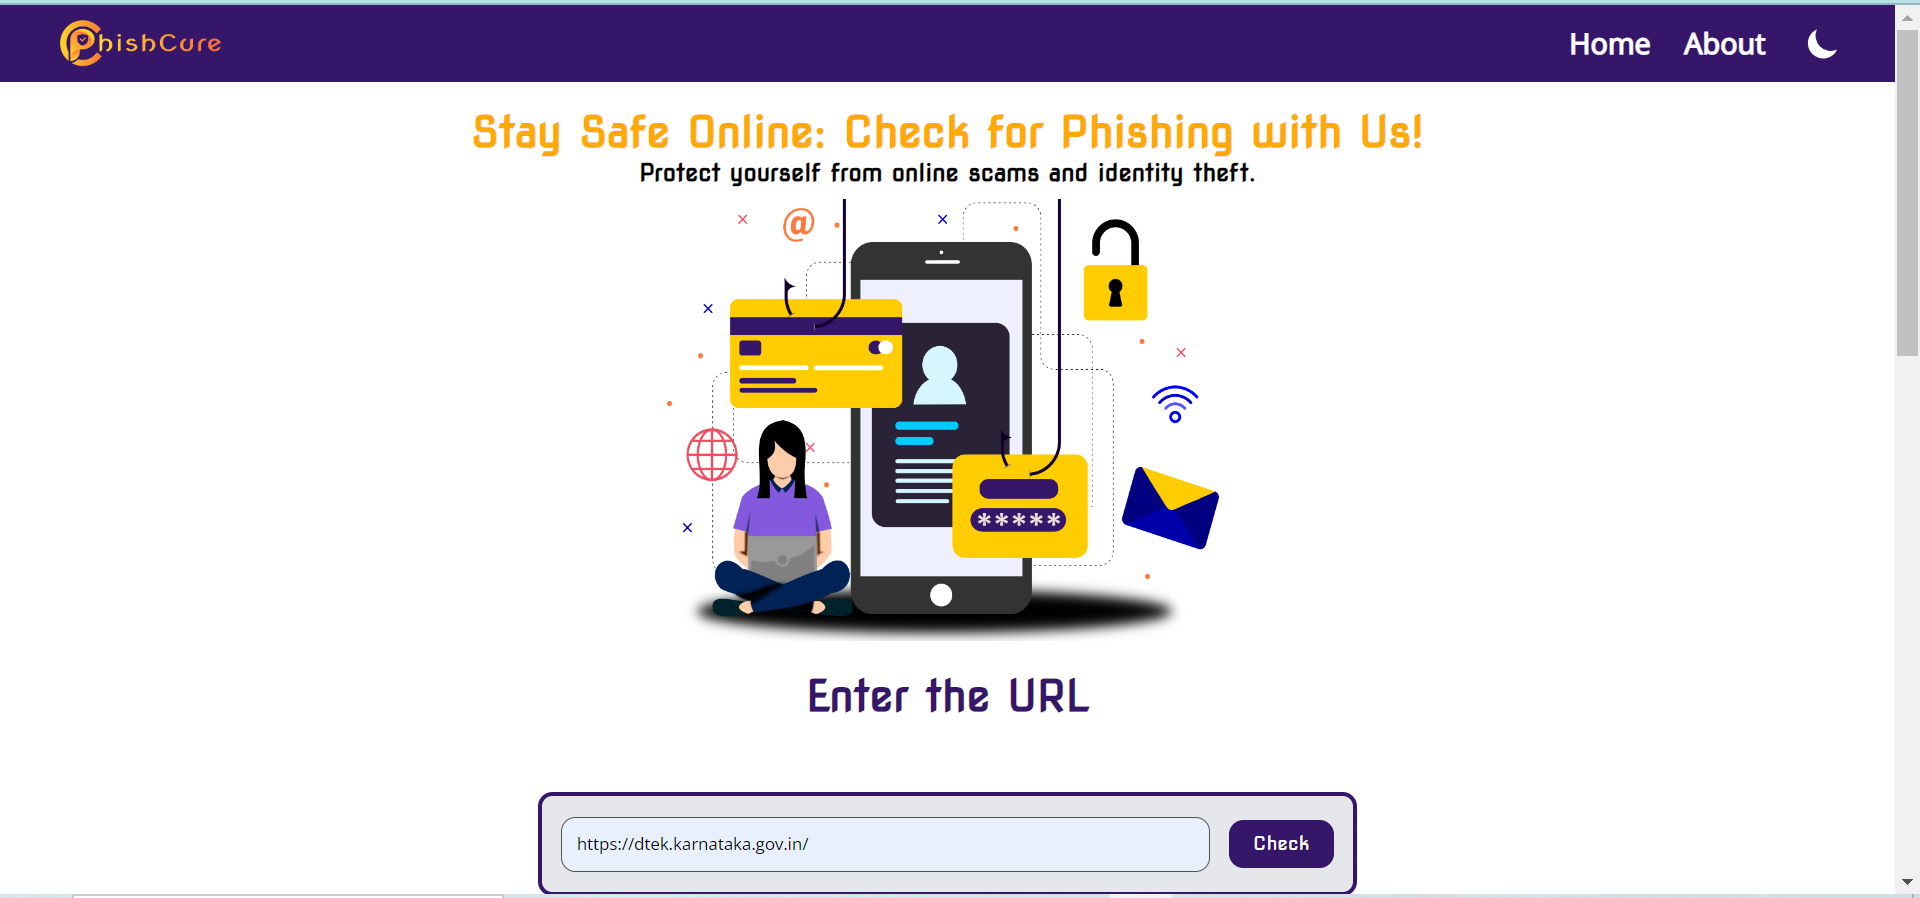 PhishCure
Home About
Stay Safe Online: Check for Phishing with Us!
Protect yourself from online scams and identity theft.
@
*****
Enter the URL
https://dtek.karnataka.gov.in/
Check